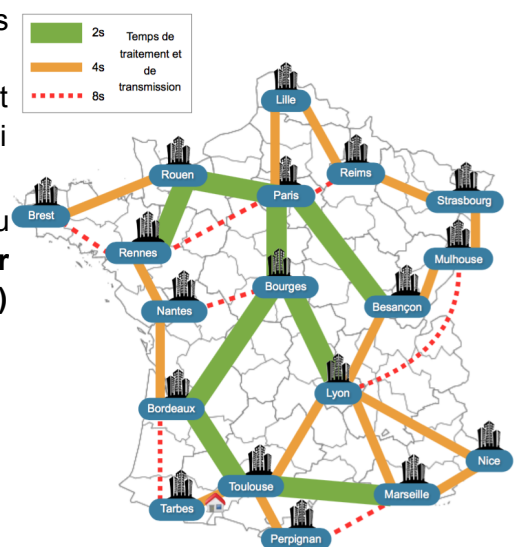 s
2s
Temps de
traitement et
de
transmission
4s
8s
t
i
u
r
)
Lille
Rouen
Reims
Paris
Strasbourg
Brest
Rennes
Mulhouse
Bourges
Nantes
Besançon
Lyon
Bordeaux
Nice
Toulouse
Marseille
Tarbes
Perpignan